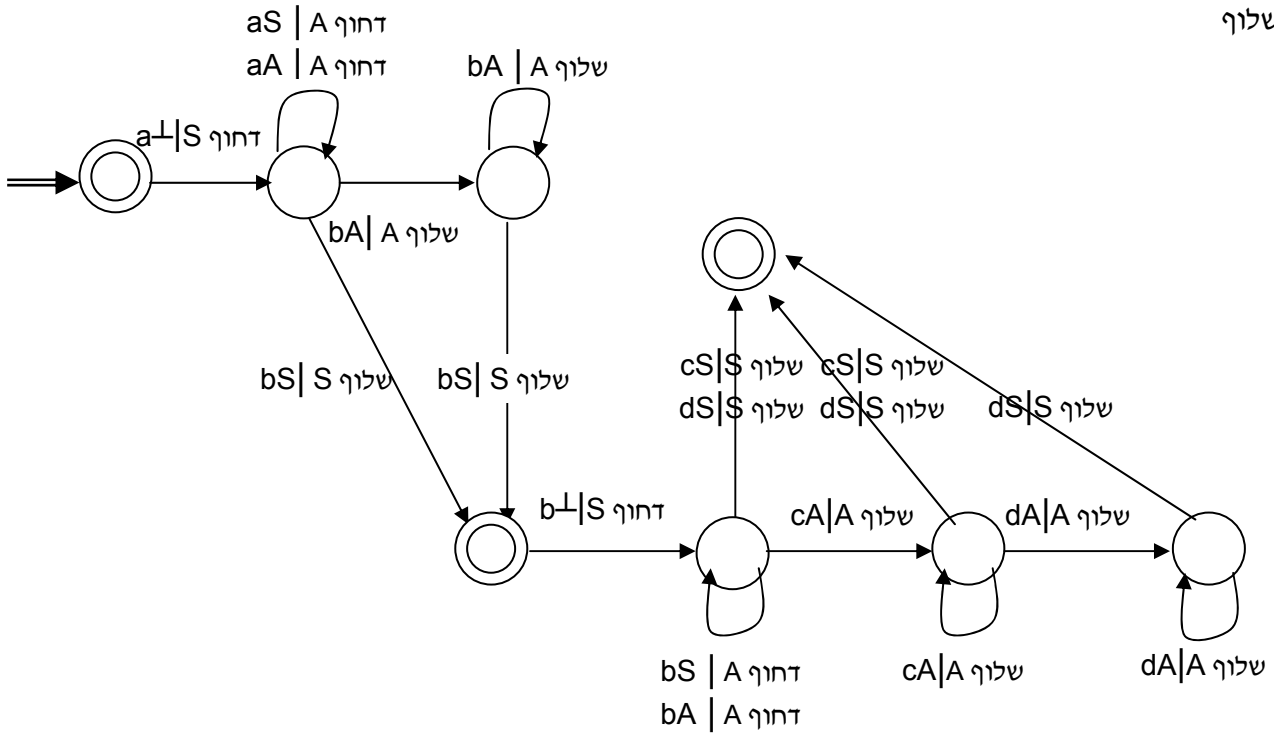 שלוף
aS | A דחוף
aA | A דחוף
bA | A שלוף
a⊥|S דחוף
bA| A שלוף
bS| S שלוף
bS| S שלוף
cS|S שלוף
dS|S שלוף
cS|S שלוף
dS|S שלוף
dS|S שלוף
b⊥|S דחוף
cA|A שלוף
dA|A שלוף
bS | A דחוף
bA | A דחוף
cA|A שלוף
dA|A שלוף